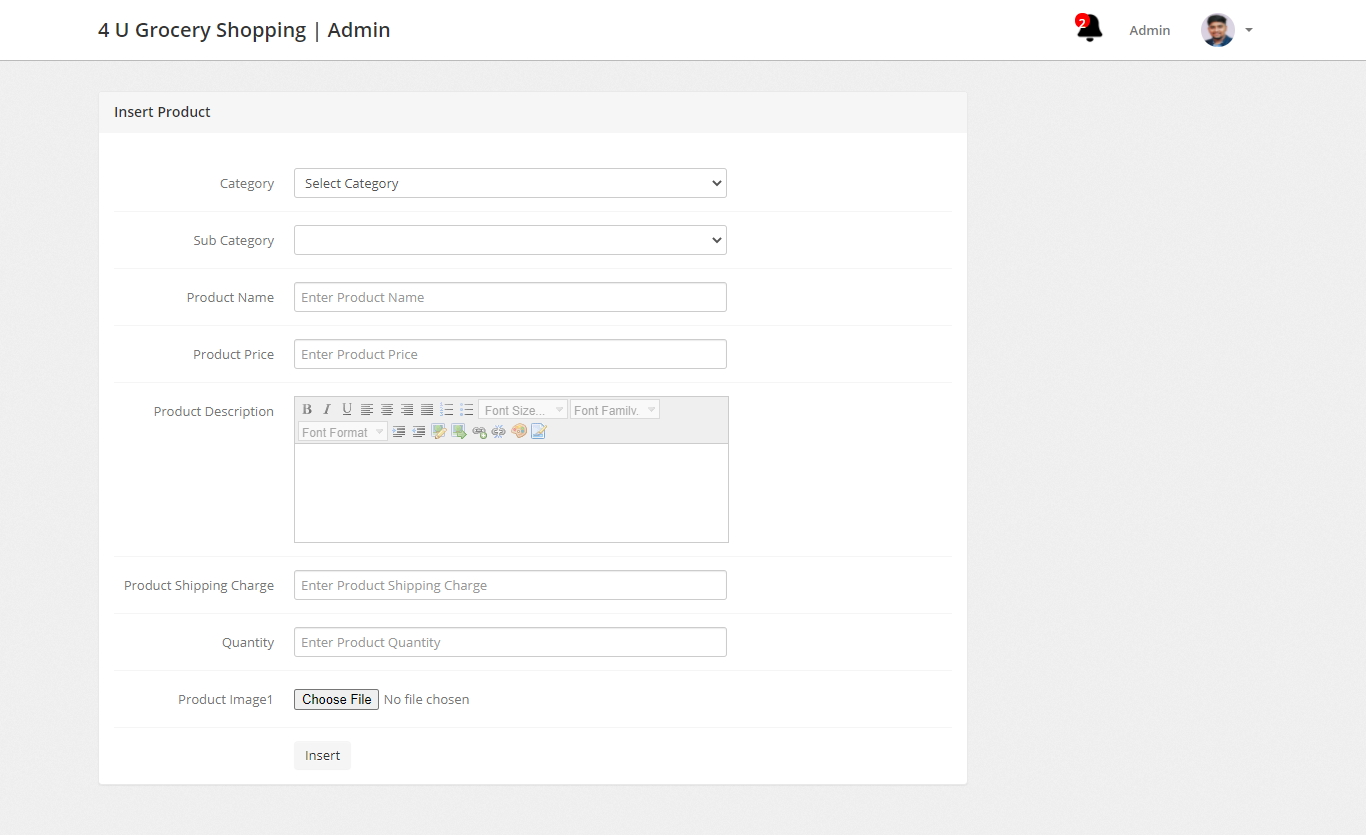 4 U Grocery Shopping | Admin
2
Admin
Insert Product
Category
Select Category
Sub Category
Product Name
Enter Product Name
Product Price
Enter Product Price
Product Description
B I U Font Size... Font Family.
Font Format
Product Shipping Charge
Enter Product Shipping Charge
Quantity
Enter Product Quantity
Product Image1
Choose File No file chosen
Insert